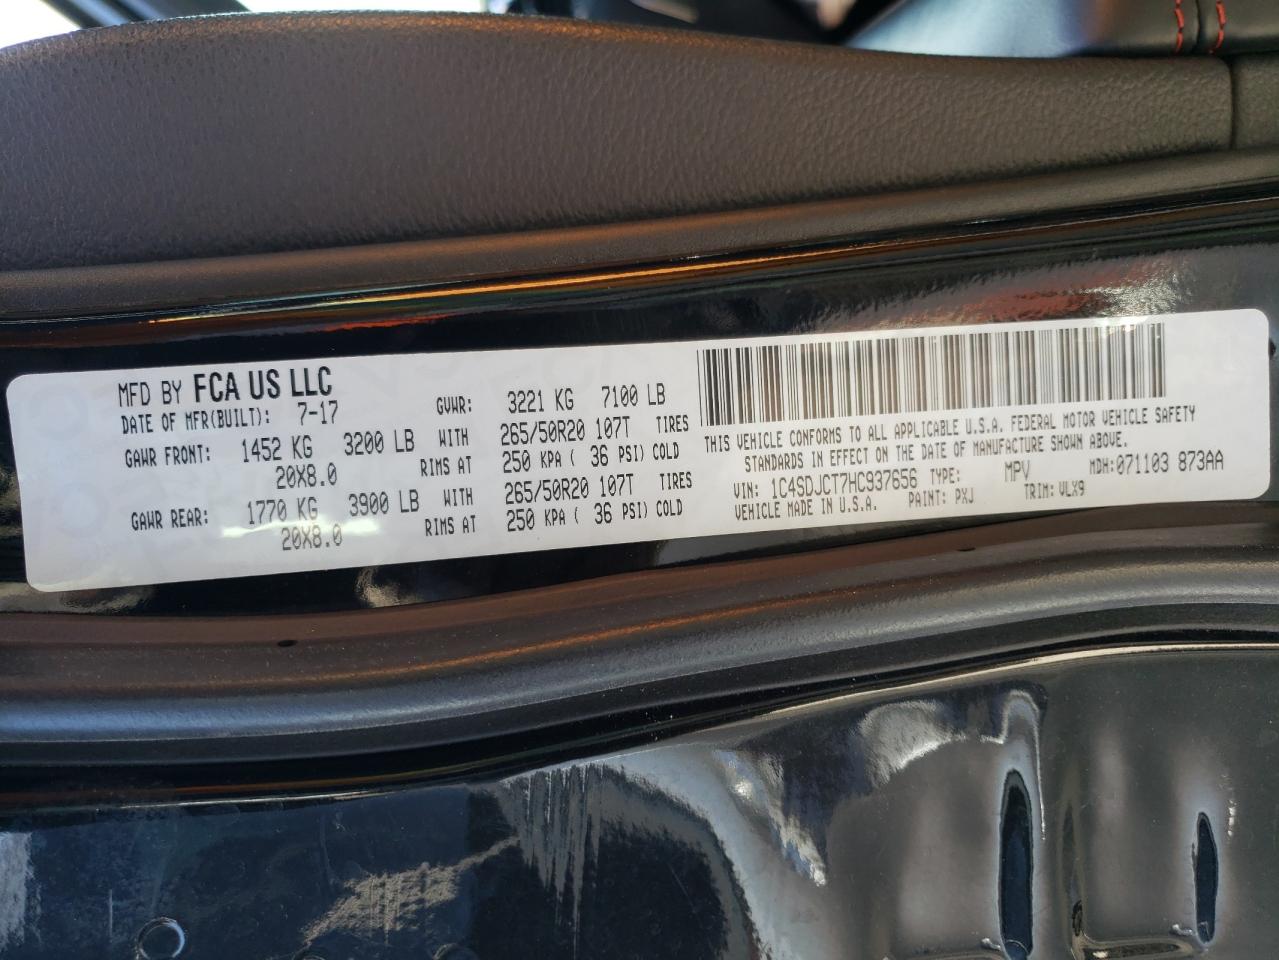 MFD BY FCA US LLC
DATE OF MFR(BUILT): 7-17 GVWR: 3221 KG 7100 LB
GAWR FRONT: 1452 KG 3200 LB WITH 265/50R20 107T TIRES
20X8.0 RIMS AT 250 KPA ( 36 PSI) COLD
GAWR REAR: 1770 KG 3900 LB WITH 265/50R20 107T TIRES
20X8.0 RIMS AT 250 KPA ( 36 PSI) COLD
THIS VEHICLE CONFORMS TO ALL APPLICABLE U.S.A. FEDERAL MOTOR VEHICLE SAFETY
STANDARDS IN EFFECT ON THE DATE OF MANUFACTURE SHOWN ABOVE.
VIN: 1C4SDJCT7HC937656 TYPE: MPV MDH:071103 873AA
VEHICLE MADE IN U.S.A. PAINT: PXJ TRIM: VLX9